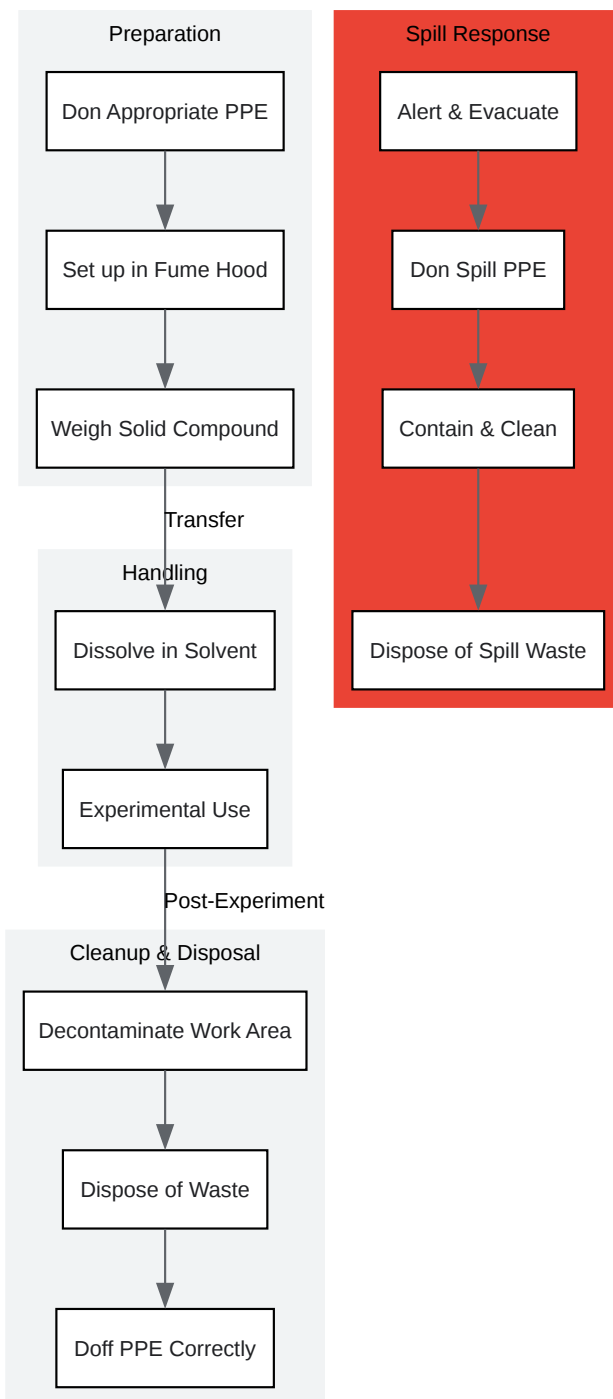 Preparation
Don Appropriate PPE
Set up in Fume Hood
Weigh Solid Compound
Transfer
Handling
Dissolve in Solvent
Experimental Use
Post-Experiment
Cleanup & Disposal
Decontaminate Work Area
Dispose of Waste
Doff PPE Correctly
Spill Response
Alert & Evacuate
Don Spill PPE
Contain & Clean
Dispose of Spill Waste